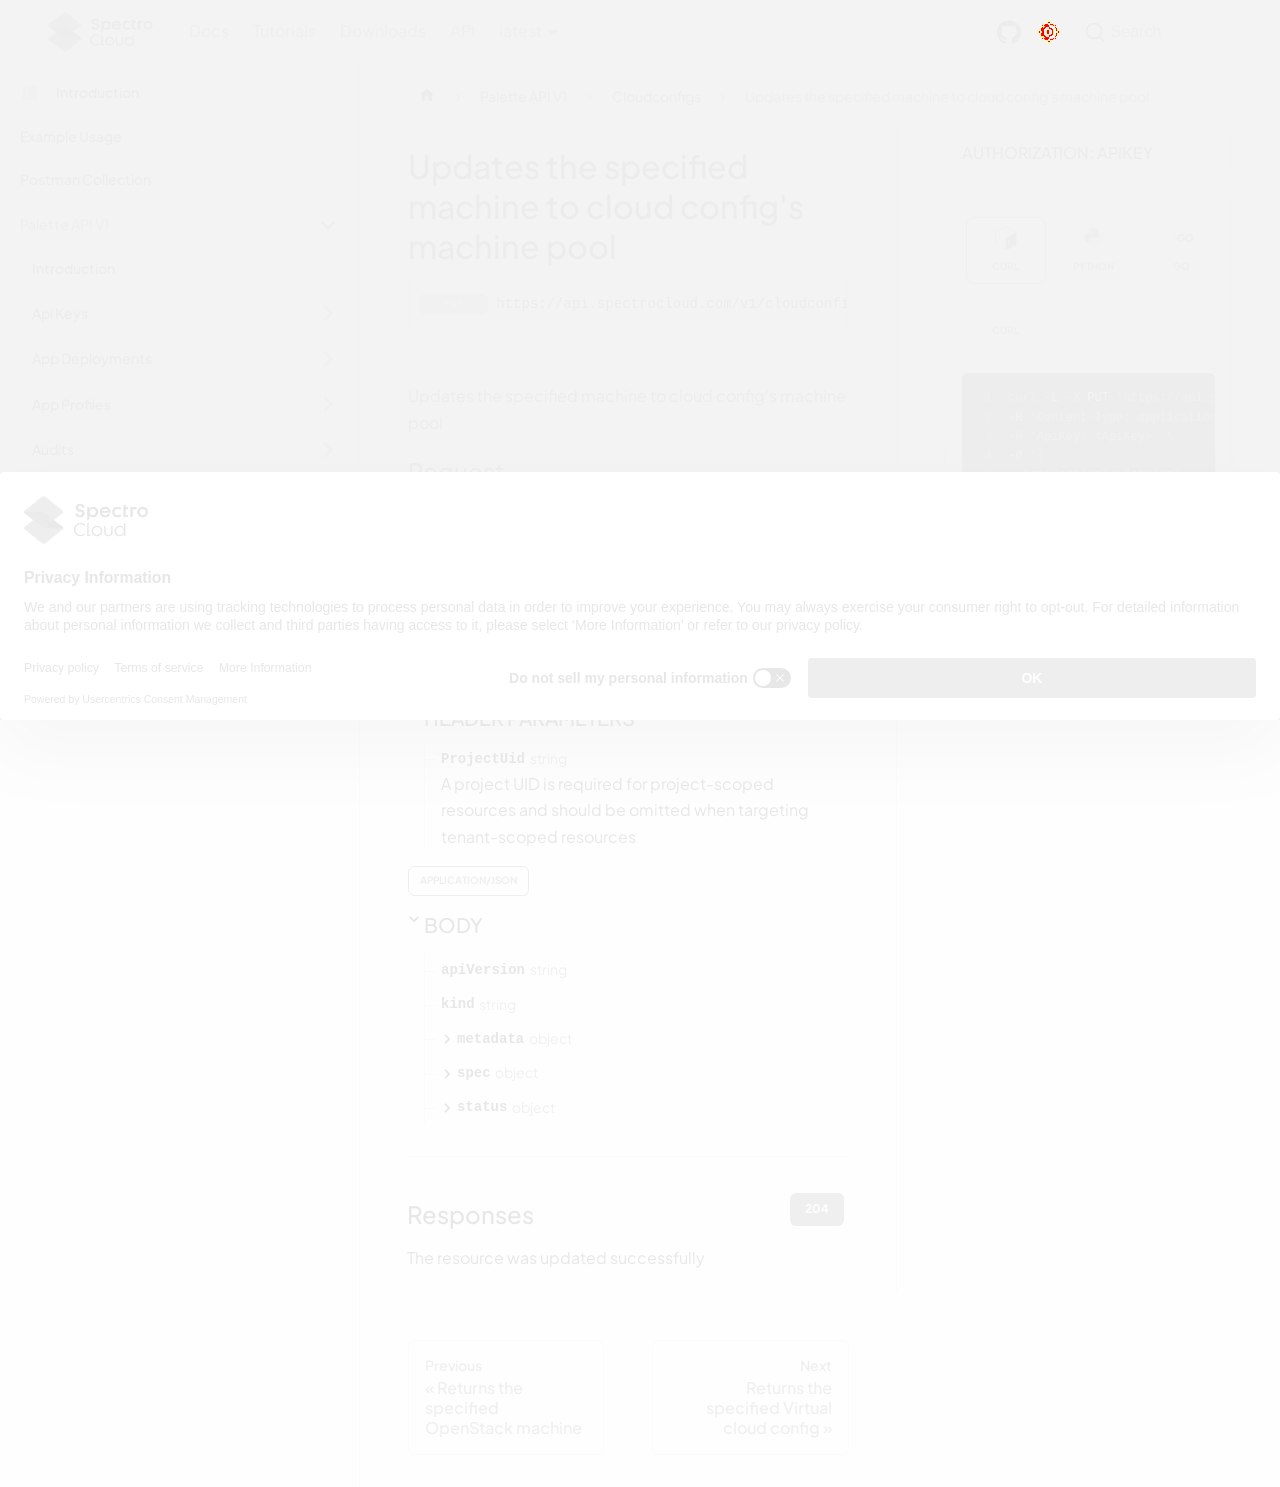 Spectro Cloud
Docs Tutorials Downloads API latest
Search
Introduction
Example Usage
Postman Collection
Palette API V1
Introduction
Api Keys
App Deployments
App Profiles
Audits
Palette API V1
Cloudconfigs
Updates the specified machine to cloud config's machine pool
Updates the specified
machine to cloud config's
machine pool
https://api.spectrocloud.com/v1/cloudconfi
Updates the specified machine to cloud config's machine
pool
Request
AUTHORIZATION: APIKEY
CURL PYTHON GO
CURL
Spectro
Cloud
Privacy Information
We and our partners are using tracking technologies to process personal data in order to improve your experience. You may always exercise your consumer right to opt-out. For detailed information
about personal information we collect and third parties having access to it, please select 'More Information' or refer to our privacy policy.
Privacy policy Terms of service More Information
Powered by Usercentrics Consent Management
Do not sell my personal information
OK
HEADER PARAMETERS
ProjectUid string
A project UID is required for project-scoped
resources and should be omitted when targeting
tenant-scoped resources
APPLICATION/JSON
BODY
apiVersion string
kind string
metadata object
spec object
status object
Responses
204
The resource was updated successfully
Previous
« Returns the
specified
OpenStack machine
Next
Returns the
specified Virtual
cloud config »